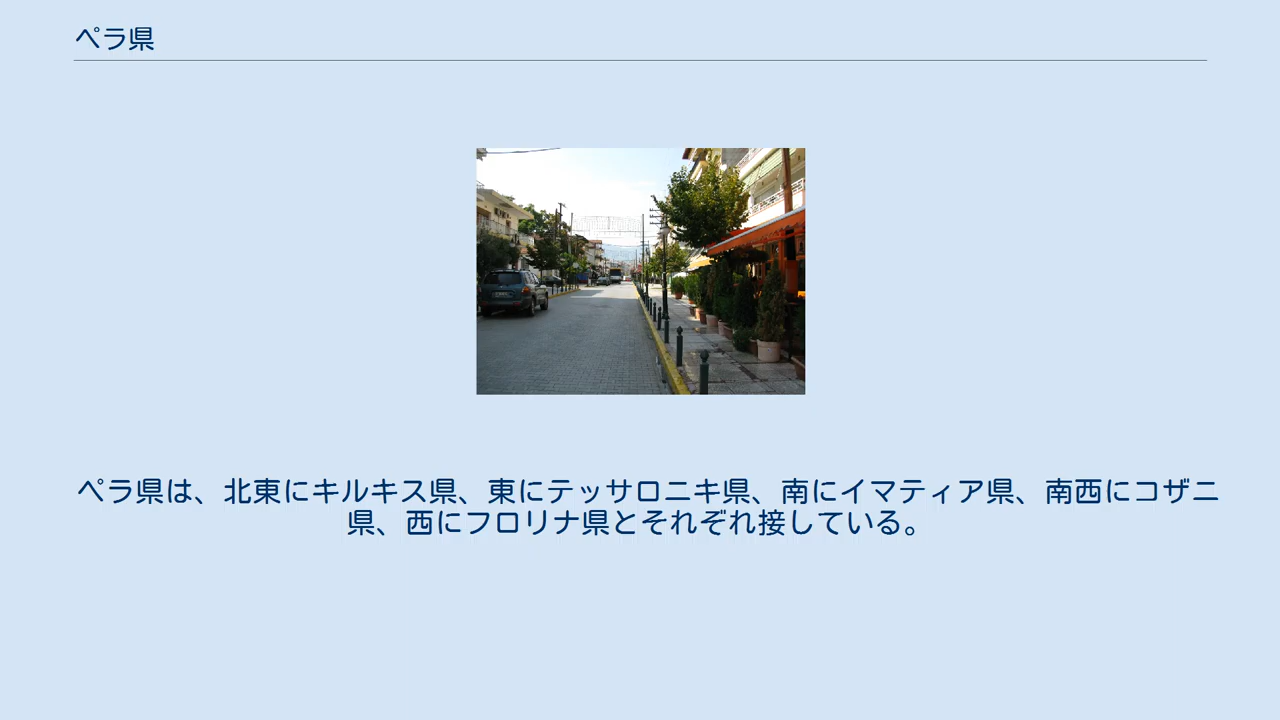 ペラ県
ペラ県は、北東にキルキス県、東にテッサロニキ県、南にイマティア県、南西にコザニ
県、西にフロリナ県とそれぞれ接している。